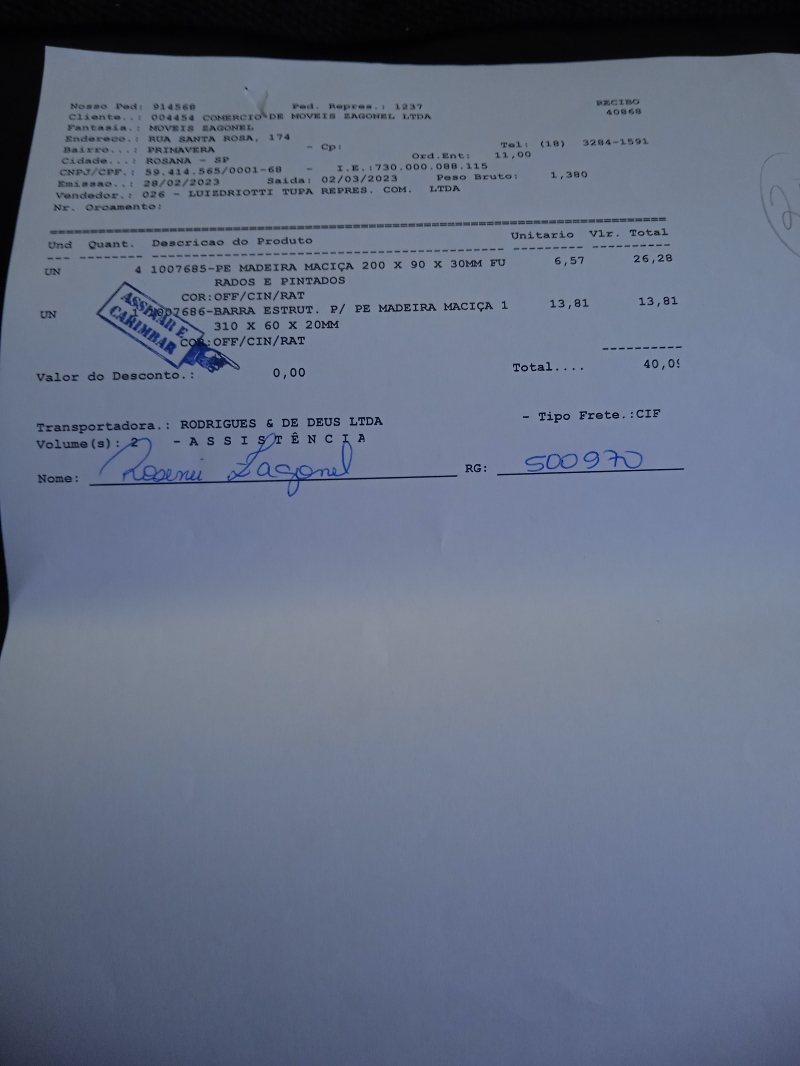 RECIBO
40868
Nosso Ped: 914568 Ped. Repres.: 1237
Cliente..: 004454 COMERCIO DE MOVEIS ZAGONEL LTDA
Fantasia.: MOVEIS ZAGONEL
Endereco.: RUA SANTA ROSA, 174
Bairro...: PRIMAVERA - Cp: Tel: (18) 3284-1591
Cidade...: ROSANA - SP Ord.Ent: 11,00
CNPJ/CPF.: 59.414.565/0001-68 - I.E.:730.000.088.115
Emissao..: 28/02/2023 Saida: 02/03/2023 Peso Bruto: 1,380
Vendedor.: 026 - LUIZDRIOTTI TUPA REPRES. COM. LTDA
Nr. Orcamento:
Und Quant. Descricao do Produto Unitario Vlr. Total
UN 4 1007685-PE MADEIRA MACIÇA 200 X 90 X 30MM FU 6,57 26,28
RADOS E PINTADOS
COR:OFF/CIN/RAT
UN 1 1007686-BARRA ESTRUT. P/ PE MADEIRA MACIÇA 1 13,81 13,81
310 X 60 X 20MM
COR:OFF/CIN/RAT
ASSINAR E
CARIMBAR
Valor do Desconto.: 0,00 Total.... 40,09
Transportadora.: RODRIGUES & DE DEUS LTDA - Tipo Frete.:CIF
Volume(s): 2 - A S S I S T Ê N C I A
Nome: Rosenei Zagonel RG: 500970
2